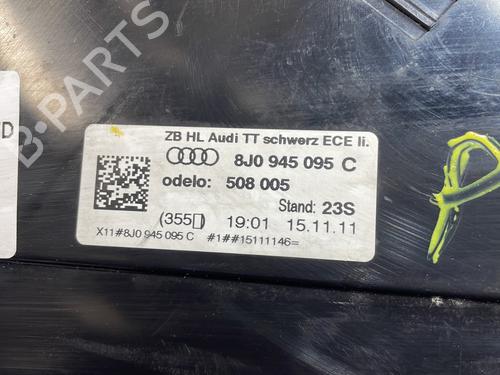 ZB HL Audi TT schwerz ECE li.
8J0 945 095 C
odelo: 508 005
Stand: 23S
(355▯) 19:01 15.11.11
X11#8J0 945 095 C #1##15111146=
D
P
B-PARTS